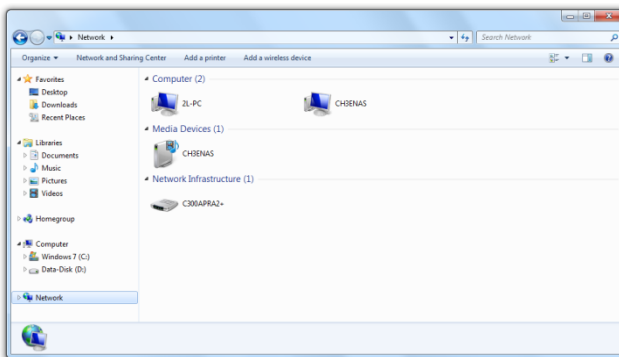 Network
Search Network
Organize
Network and Sharing Center
Add a printer
Add a wireless device
Favorites
Desktop
Downloads
Recent Places
Libraries
Documents
Music
Pictures
Videos
Homegroup
Computer
Windows 7 (C:)
Data-Disk (D:)
Network
Computer (2)
2L-PC
CH3ENAS
Media Devices (1)
CH3ENAS
Network Infrastructure (1)
C300APRA2+